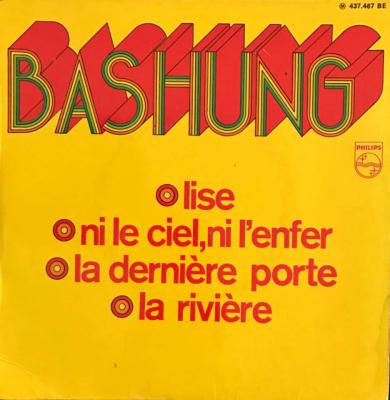 Ⓜ 437.467 BE
BASHUNG
PHILIPS
lise
ni le ciel,ni l'enfer
la dernière porte
la rivière